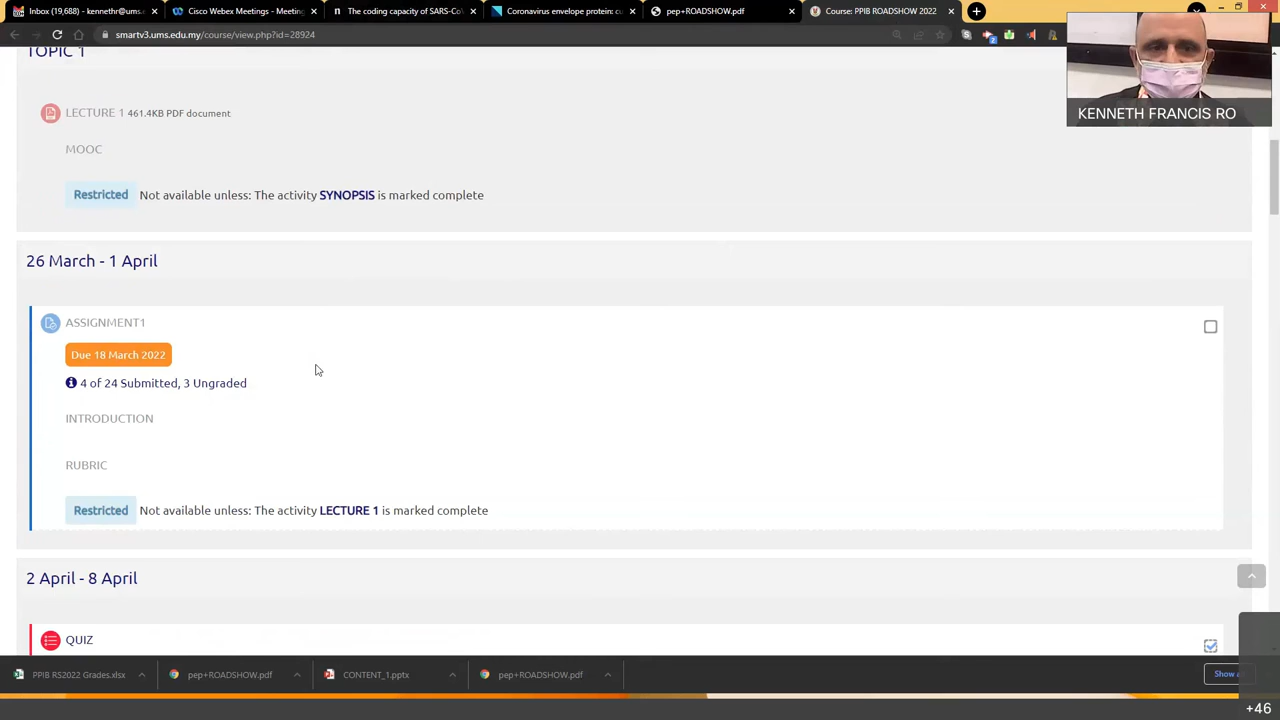 Inbox (19,688) - kennethr@ums.e
Cisco Webex Meetings - Meeting
The coding capacity of SARS-CoV
Coronavirus envelope protein: cur
pep+ROADSHOW.pdf
Course: PPIB ROADSHOW 2022
smartv3.ums.edu.my/course/view.php?id=28924
TOPIC 1
LECTURE 1 461.4KB PDF document
KENNETH FRANCIS RO
MOOC
Restricted Not available unless: The activity SYNOPSIS is marked complete
26 March - 1 April
ASSIGNMENT1
Due 18 March 2022
4 of 24 Submitted, 3 Ungraded
INTRODUCTION
RUBRIC
Restricted Not available unless: The activity LECTURE 1 is marked complete
2 April - 8 April
QUIZ
PPIB RS2022 Grades.xlsx
pep+ROADSHOW.pdf
CONTENT_1.pptx
pep+ROADSHOW.pdf
Show
+46